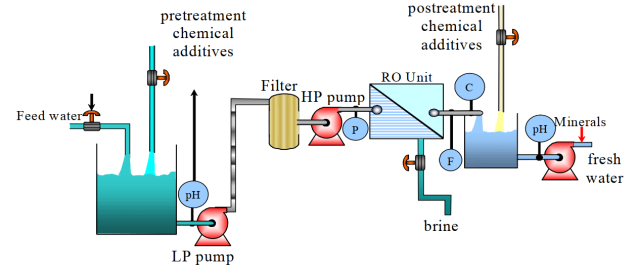 pretreatment
chemical
additives
postreatment
chemical
additives
Feed water
Filter
HP pump
RO Unit
C
P
F
pH
Minerals
fresh
water
pH
LP pump
brine